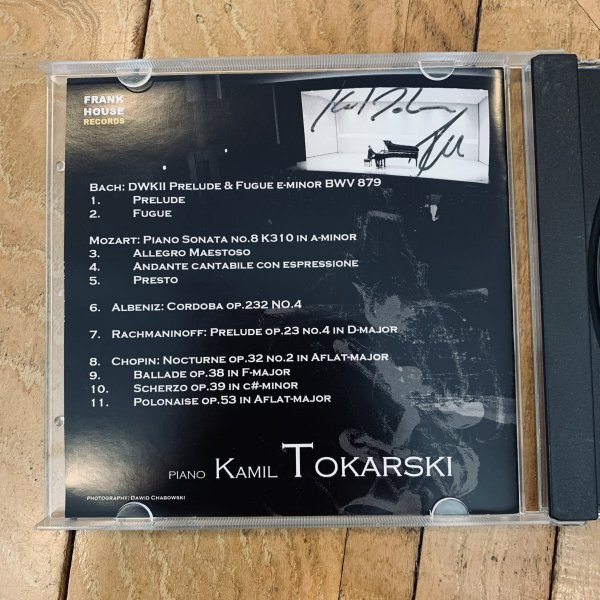 FRANK
HOUSE
RECORDS
BACH: DWKII PRELUDE & FUGUE E-MINOR BWV 879
1. PRELUDE
2. FUGUE
MOZART: PIANO SONATA NO.8 K310 IN A-MINOR
3. ALLEGRO MAESTOSO
4. ANDANTE CANTABILE CON ESPRESSIONE
5. PRESTO
6. ALBENIZ: CORDOBA OP.232 NO.4
7. RACHMANINOFF: PRELUDE OP.23 NO.4 IN D-MAJOR
8. CHOPIN: NOCTURNE OP.32 NO.2 IN AFLAT-MAJOR
9. BALLADE OP.38 IN F-MAJOR
10. SCHERZO OP.39 IN C#-MINOR
11. POLONAISE OP.53 IN AFLAT-MAJOR
PIANO KAMIL TOKARSKI
PHOTOGRAPHY: DAWID CHABOWSKI